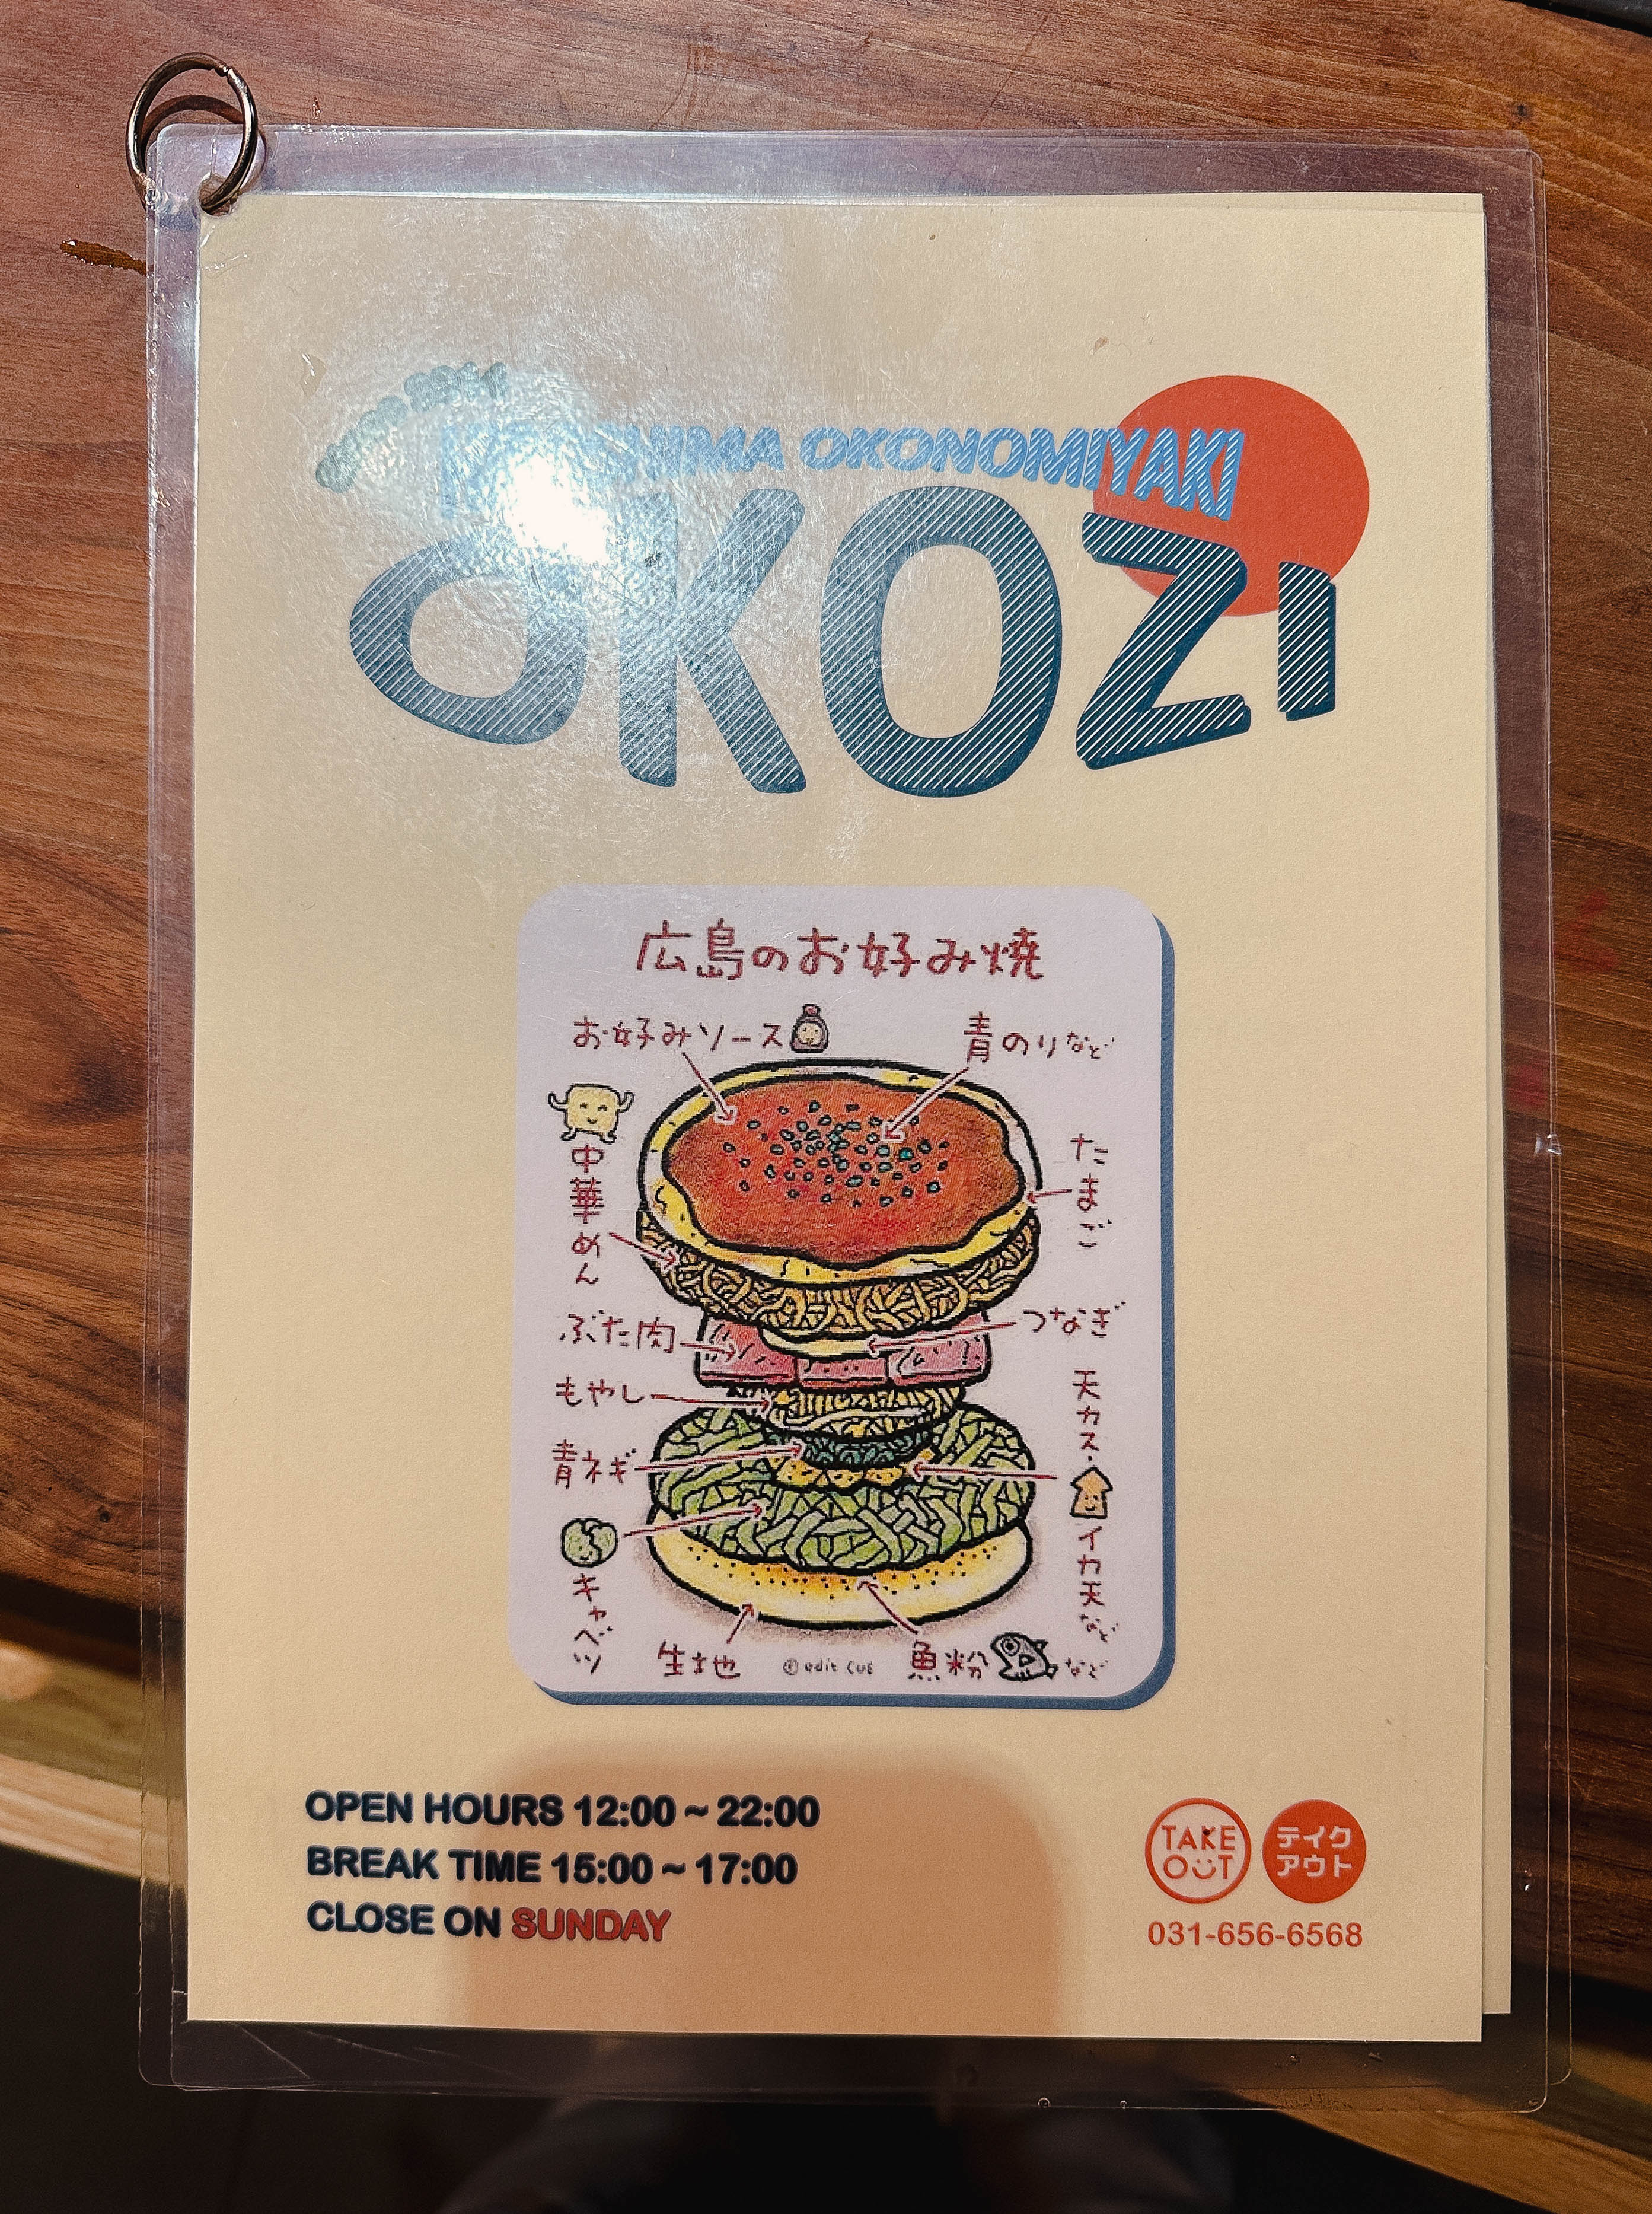 OKONOMIYAKI
OKOZI
広島のお好み焼
お好みソース
青のりなど
中華めん
たまご
ぶた肉
つなぎ
もやし
天カス・イカ天など
青ネギ
キャベツ
生地
© edit CUE
魚粉など
OPEN HOURS 12:00 ~ 22:00
BREAK TIME 15:00 ~ 17:00
CLOSE ON SUNDAY
TAKE
OUT
テイク
アウト
031-656-6568